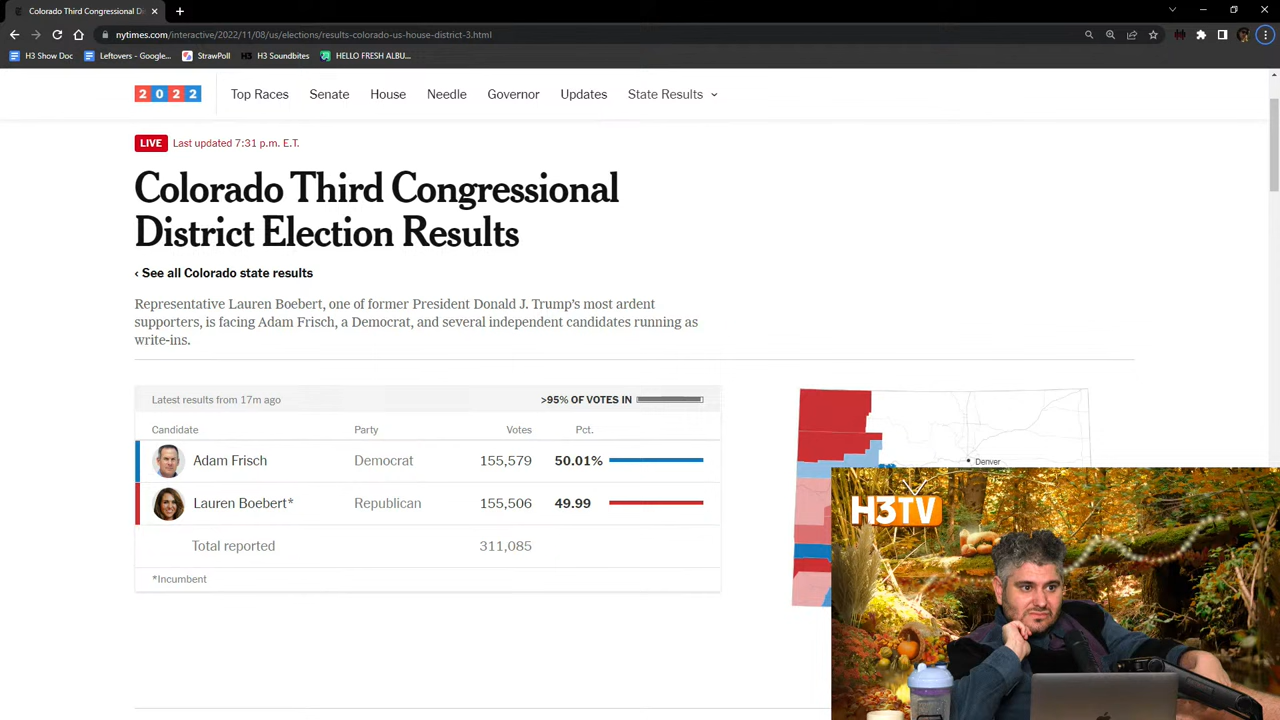 Colorado Third Congressional Di
nytimes.com/interactive/2022/11/08/us/elections/results-colorado-us-house-district-3.html
H3 Show Doc
Leftovers - Google...
StrawPoll
H3 Soundbites
HELLO FRESH ALBU...
2022
Top Races
Senate
House
Needle
Governor
Updates
State Results
LIVE
Last updated 7:31 p.m. E.T.
Colorado Third Congressional
District Election Results
‹ See all Colorado state results
Representative Lauren Boebert, one of former President Donald J. Trump's most ardent
supporters, is facing Adam Frisch, a Democrat, and several independent candidates running as
write-ins.
Latest results from 17m ago
>95% OF VOTES IN
Candidate Party Votes Pct.
Adam Frisch Democrat 155,579 50.01%
Lauren Boebert* Republican 155,506 49.99
Total reported 311,085
*Incumbent
Denver
H3TV